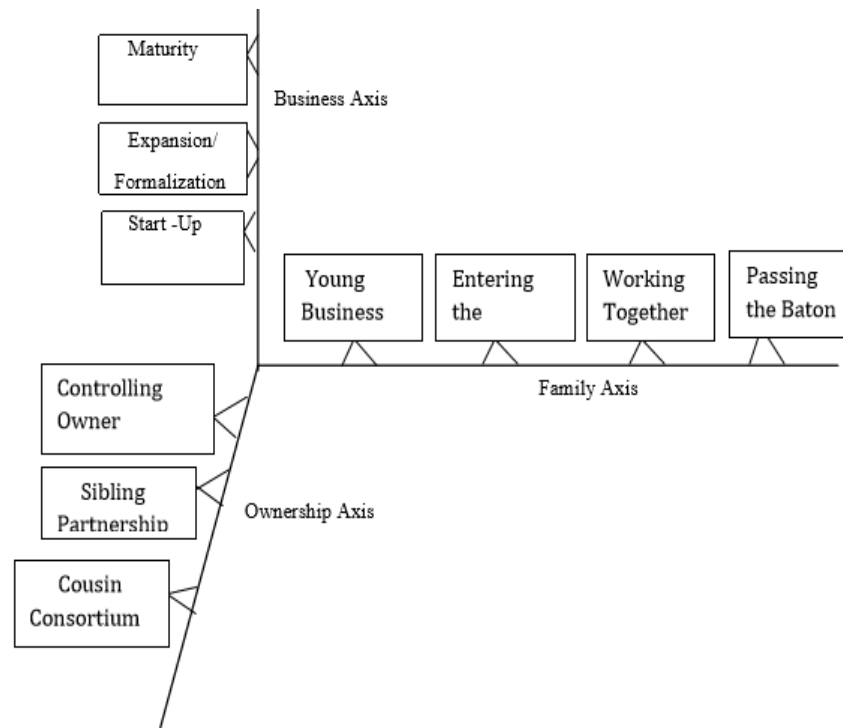 Maturity
Business Axis
Expansion/
Formalization
Start -Up
Young
Business
Entering
the
Working
Together
Passing
the Baton
Family Axis
Controlling
Owner
Sibling
Partnership
Ownership Axis
Cousin
Consortium